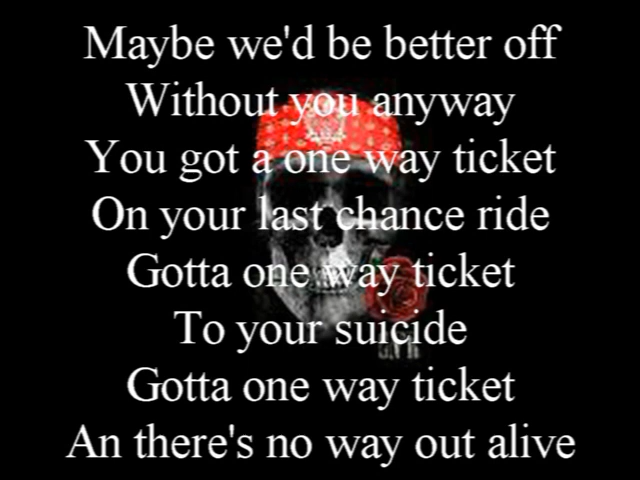 Maybe we'd be better off
Without you anyway
You got a one way ticket
On your last chance ride
Gotta one way ticket
To your suicide
Gotta one way ticket
An there's no way out alive